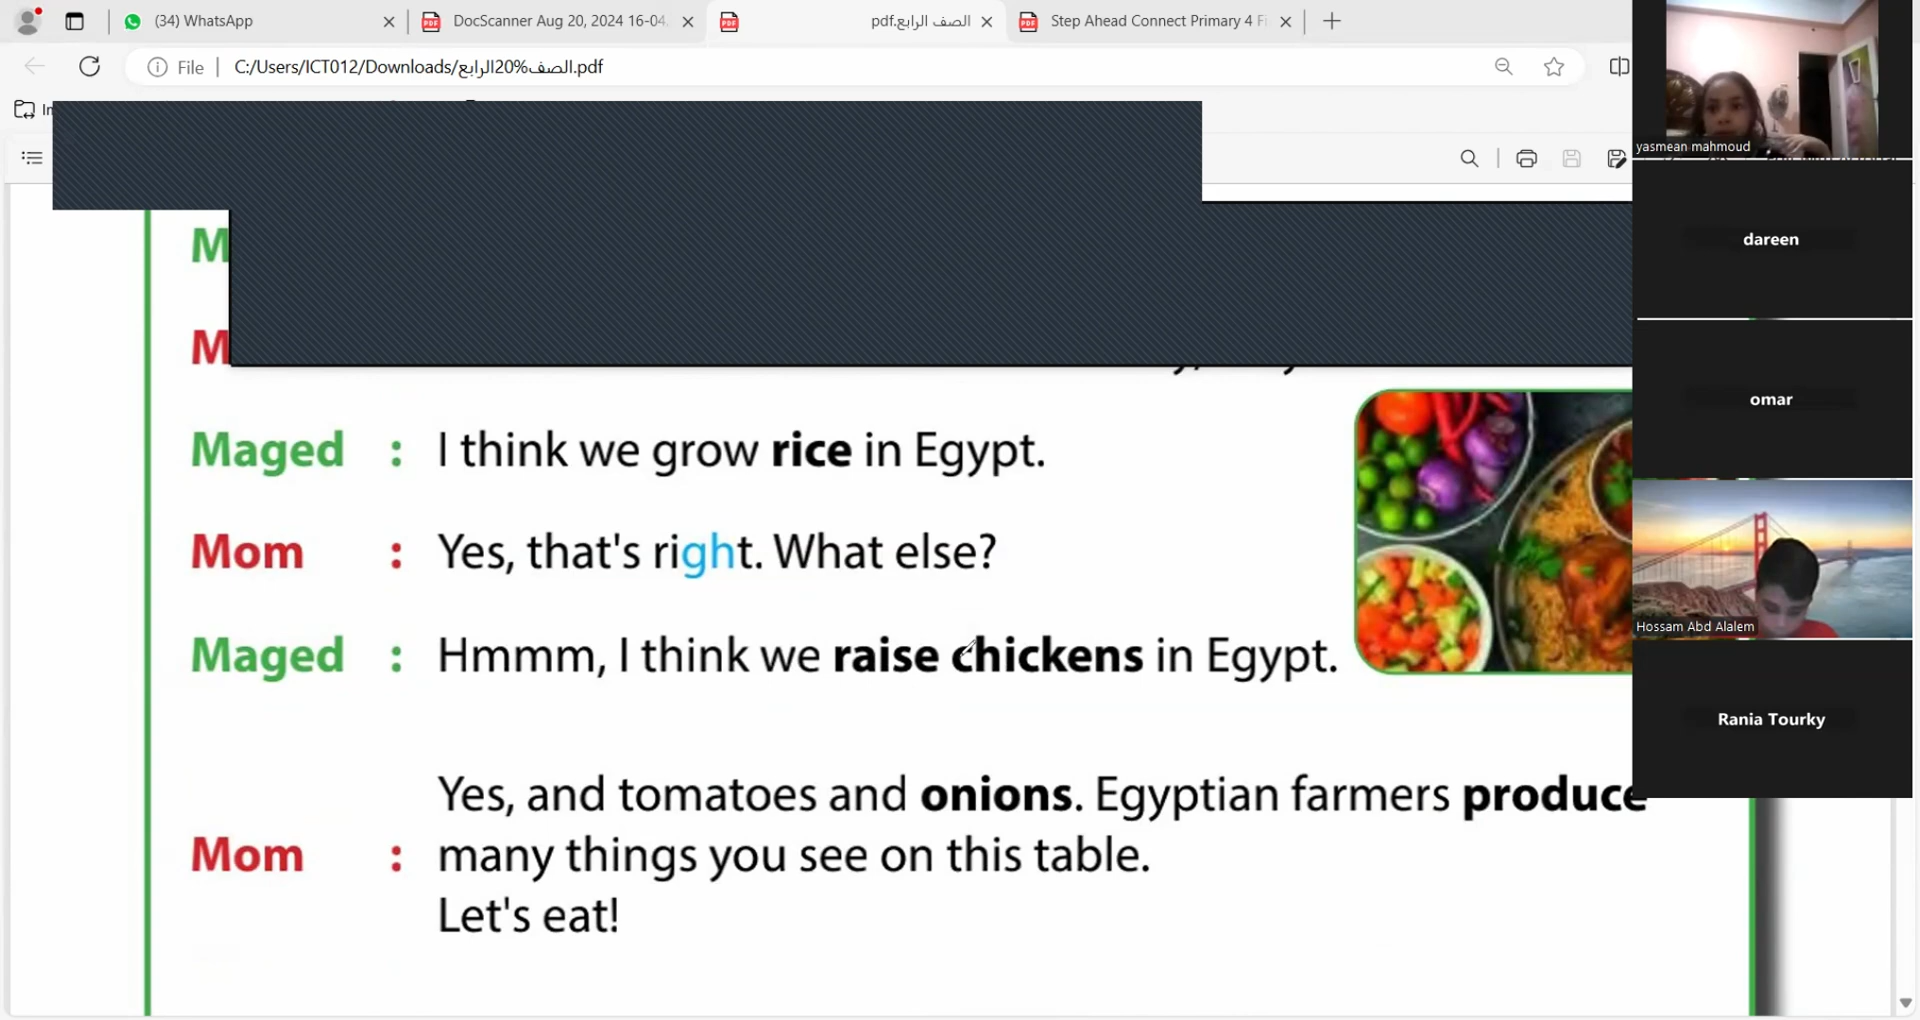 (34) WhatsApp
DocScanner Aug 20, 2024 16-04.
الصف الرابع.pdf
Step Ahead Connect Primary 4 Fi
File
C:/Users/ICT012/Downloads/الصف%20الرابع.pdf
Maged : I think we grow rice in Egypt.
Mom : Yes, that's right. What else?
Maged : Hmmm, I think we raise chickens in Egypt.
Yes, and tomatoes and onions. Egyptian farmers produce
Mom : many things you see on this table.
Let's eat!
yasmean mahmoud
dareen
omar
Hossam Abd Alalem
Rania Tourky